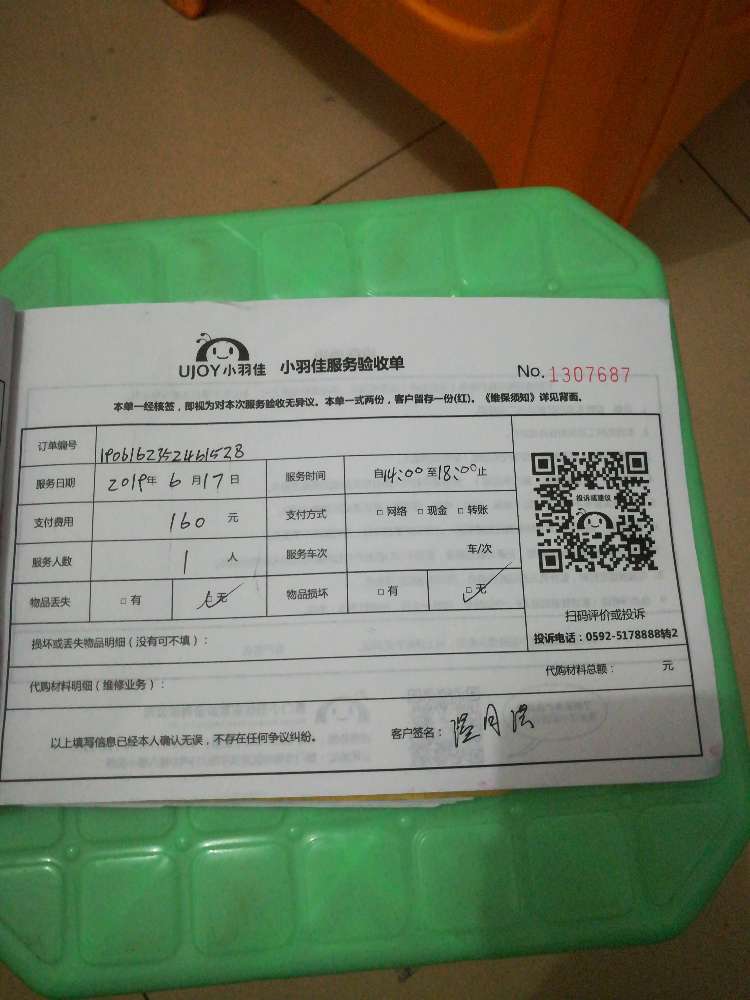 UJOY小羽佳 小羽佳服务验收单 No. 1307687
本单一经核签，即视为对本次服务验收无异议。本单一式两份，客户留存一份(红)。《维保须知》详见背面。
订单编号 1906162352461528
服务日期 2019年 6月17日 服务时间 自14:00至18:00止
支付费用 160 元 支付方式 □ 网络 □ 现金 □ 转账
服务人数 1 人 服务车次 车/次
物品丢失 □ 有 □ 无 物品损坏 □ 有 □ 无
投诉或建议
扫码评价或投诉
投诉电话：0592-5178888转2
损坏或丢失物品明细（没有可不填）：
代购材料明细（维修业务）： 代购材料总额： 元
以上填写信息已经本人确认无误，不存在任何争议纠纷。 客户签名：